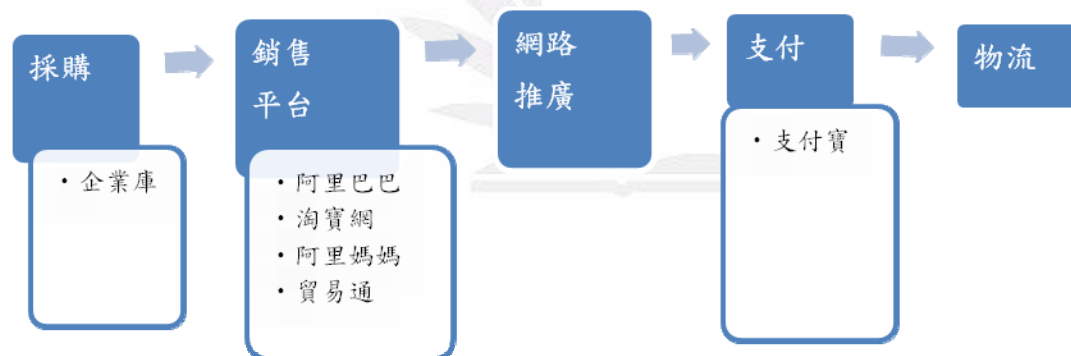 採購
・企業庫
銷售
平台
・阿里巴巴
・淘寶網
・阿里媽媽
・貿易通
網路
推廣
支付
・支付寶
物流